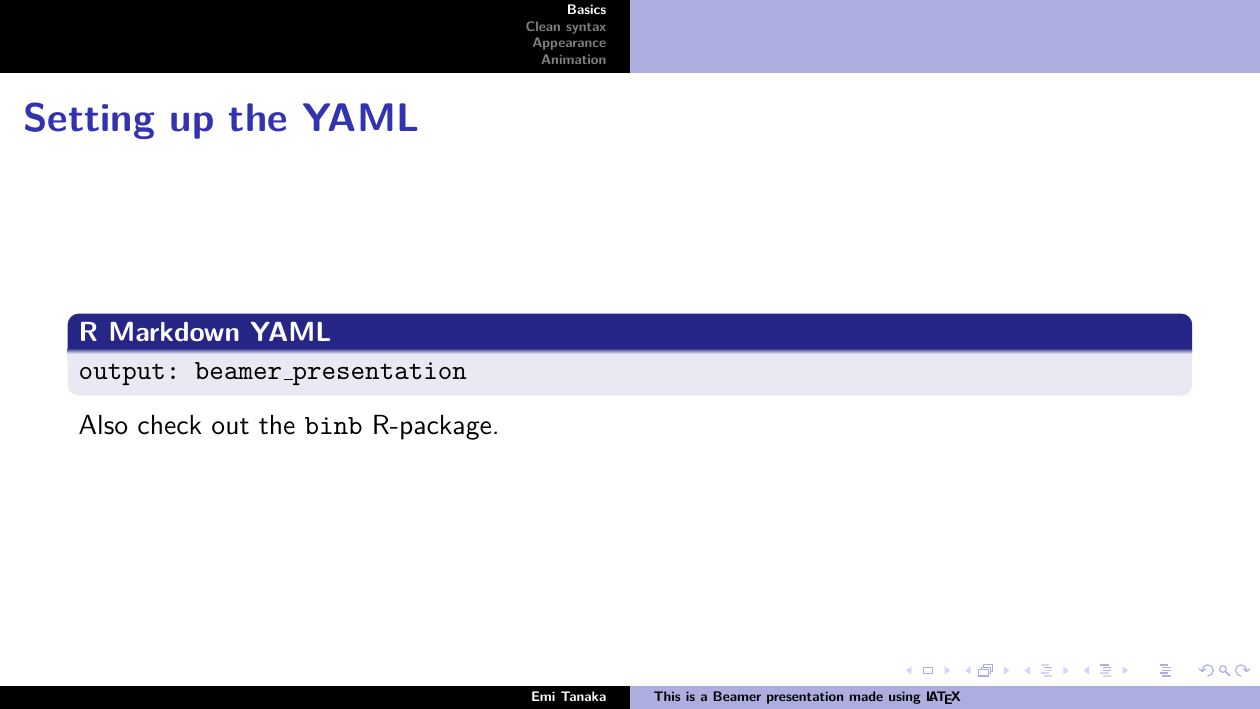 Basics
Clean syntax
Appearance
Animation
Setting up the YAML
R Markdown YAML
output: beamer_presentation
Also check out the binb R-package.
Emi Tanaka
This is a Beamer presentation made using LATEX